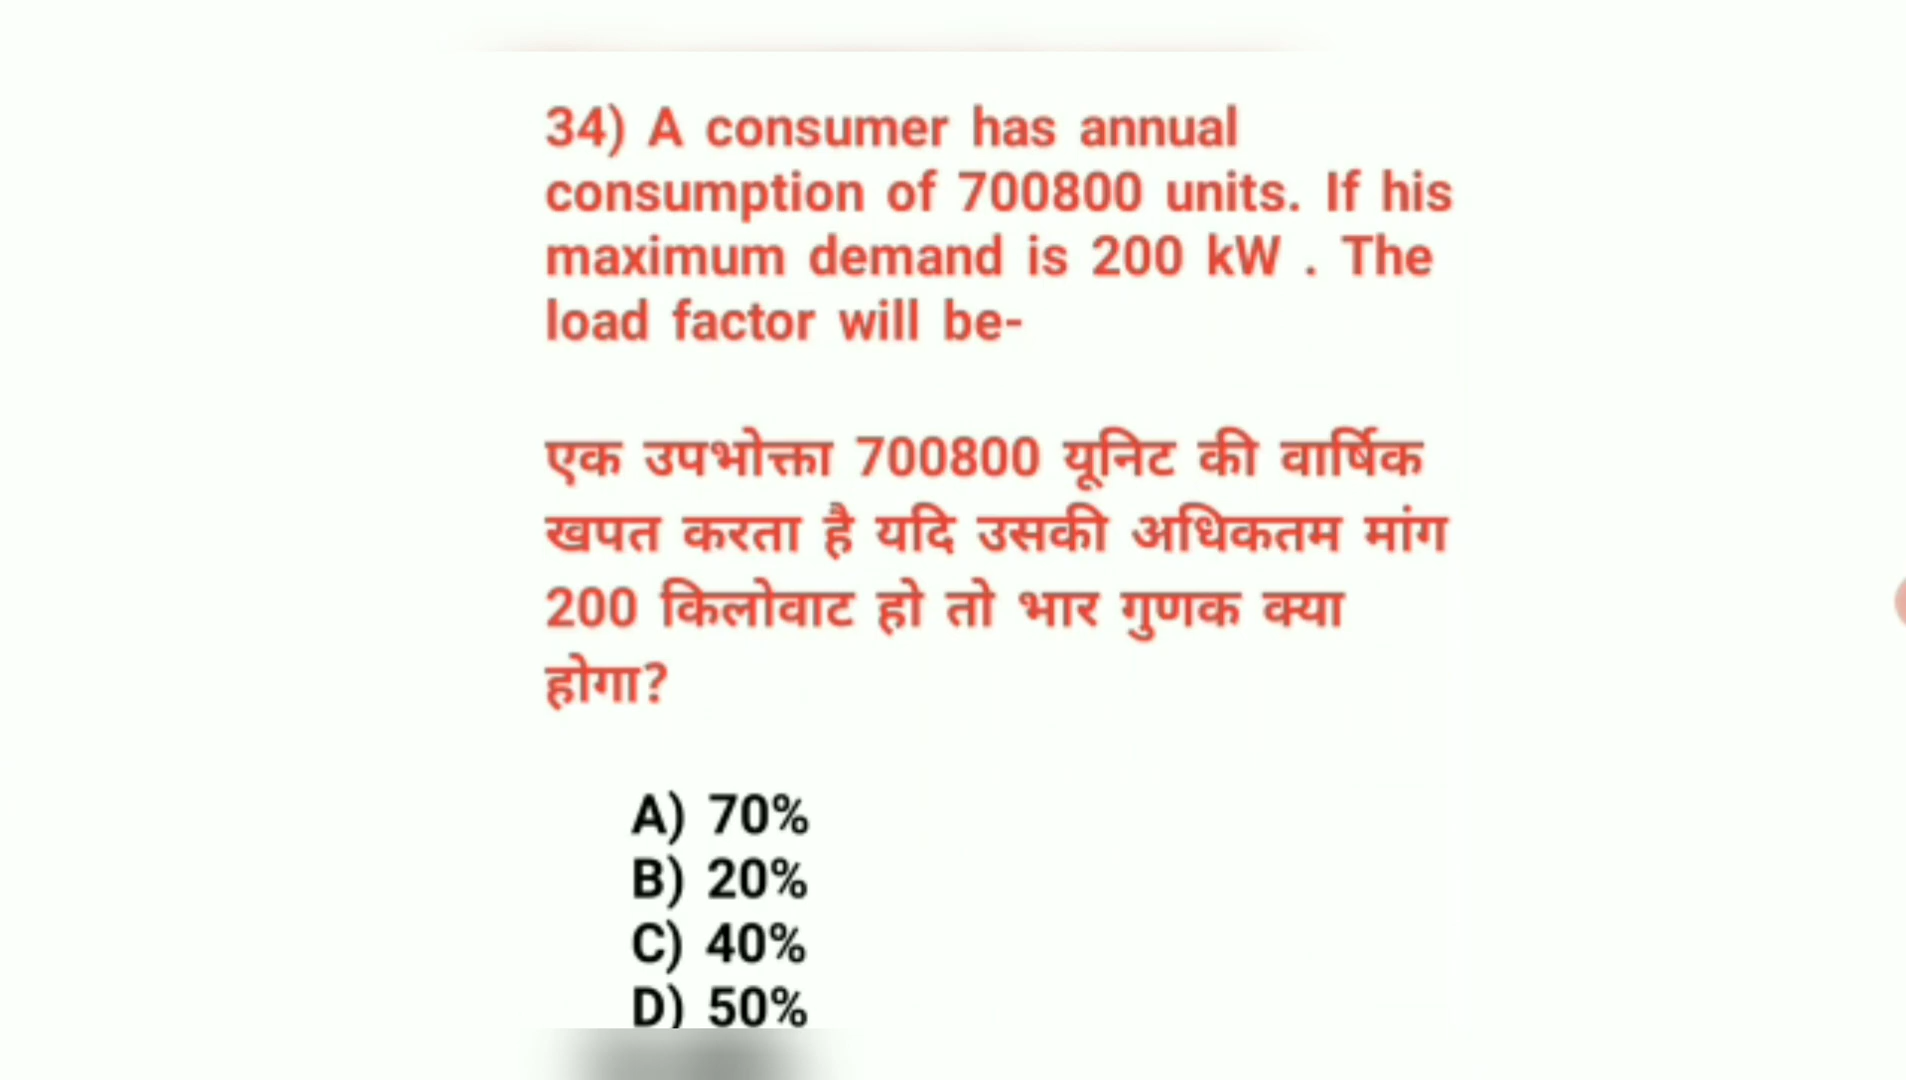 34) A consumer has annual
consumption of 700800 units. If his
maximum demand is 200 kW . The
load factor will be-
एक उपभोक्ता 700800 यूनिट की वार्षिक
खपत करता है यदि उसकी अधिकतम मांग
200 किलोवाट हो तो भार गुणक क्या
होगा?
A) 70%
B) 20%
C) 40%
D) 50%